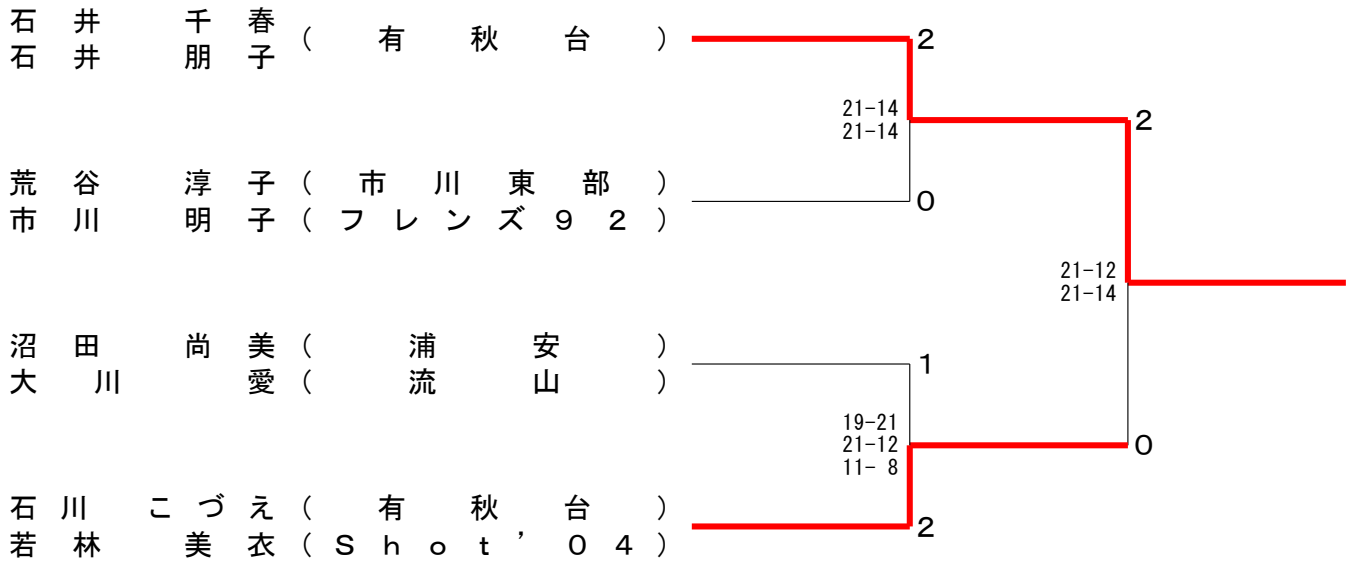 石井 千春
石井 朋子
(有秋台)
2
21-14
21-14
2
荒谷 淳子(市川東部)
市川 明子(フレンズ92)
0
21-12
21-14
沼田 尚美(浦安)
大川 愛(流山)
1
19-21
21-12
11- 8
0
石川 こづえ(有秋台)
若林 美衣(Shot’04)
2